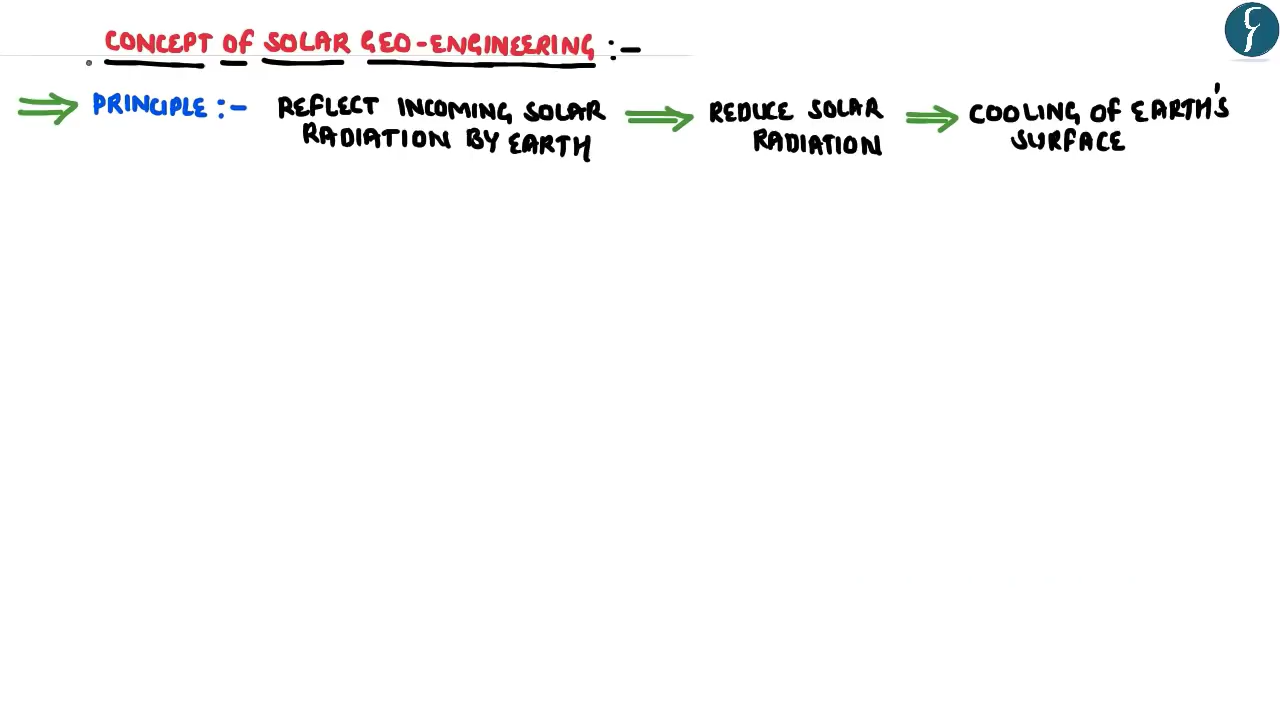 CONCEPT OF SOLAR GEO-ENGINEERING :-
⇒ PRINCIPLE :- REFLECT INCOMING SOLAR RADIATION BY EARTH ⇒ REDUCE SOLAR RADIATION ⇒ COOLING OF EARTH'S SURFACE